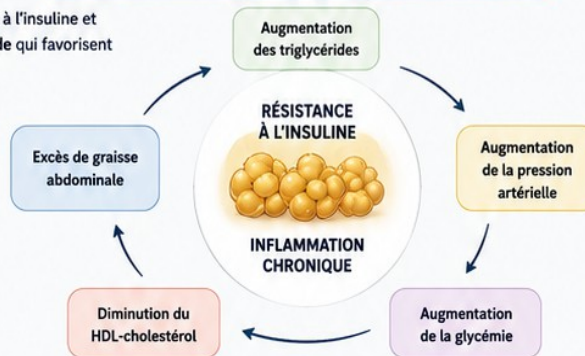 à l'insuline et
de qui favorisent
Augmentation
des triglycérides
RÉSISTANCE
À L'INSULINE
Excès de graisse
abdominale
Augmentation
de la pression
artérielle
INFLAMMATION
CHRONIQUE
Diminution du
HDL-cholestérol
Augmentation
de la glycémie